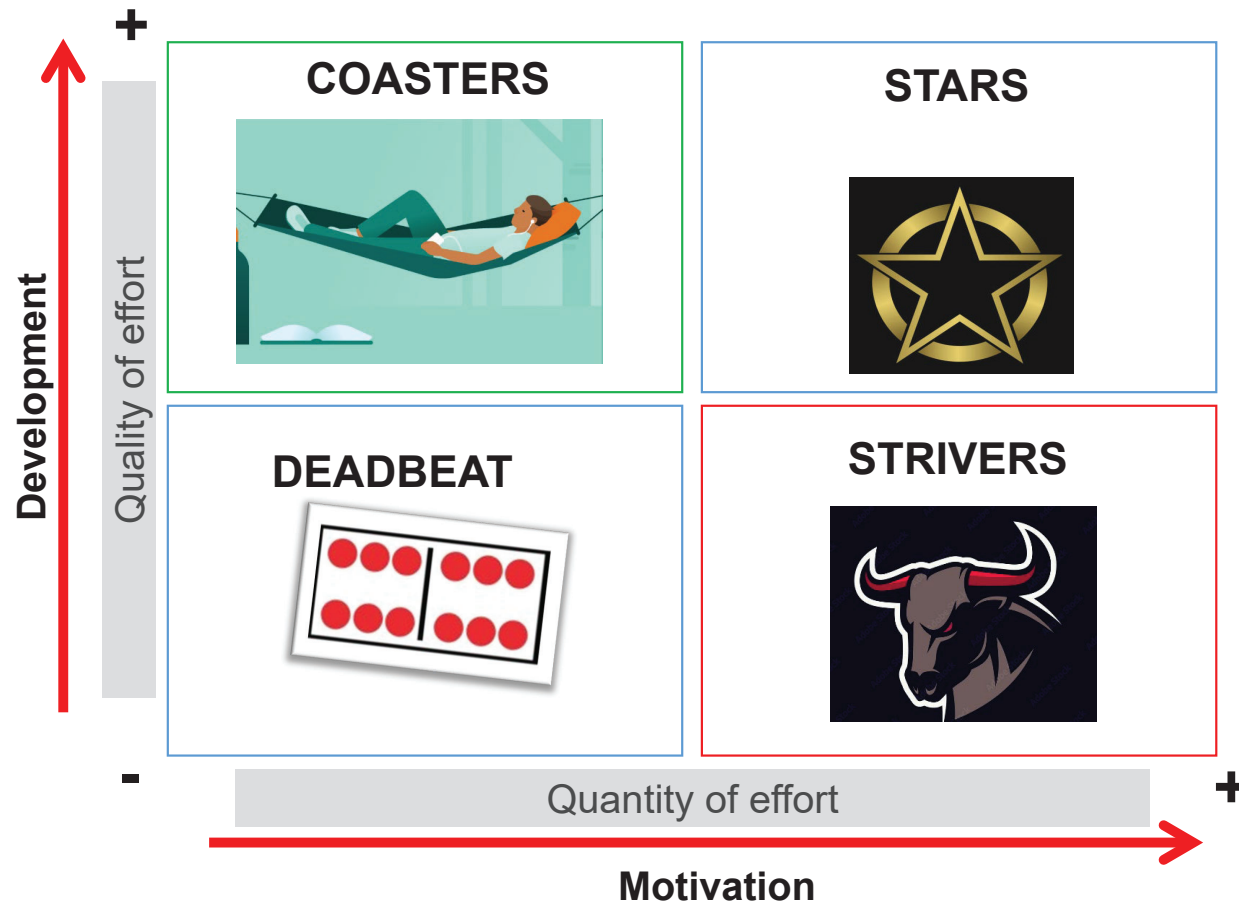 +
COASTERS
STARS
Development
Quality of effort
DEADBEAT
STRIVERS
-
Quantity of effort
+
Motivation